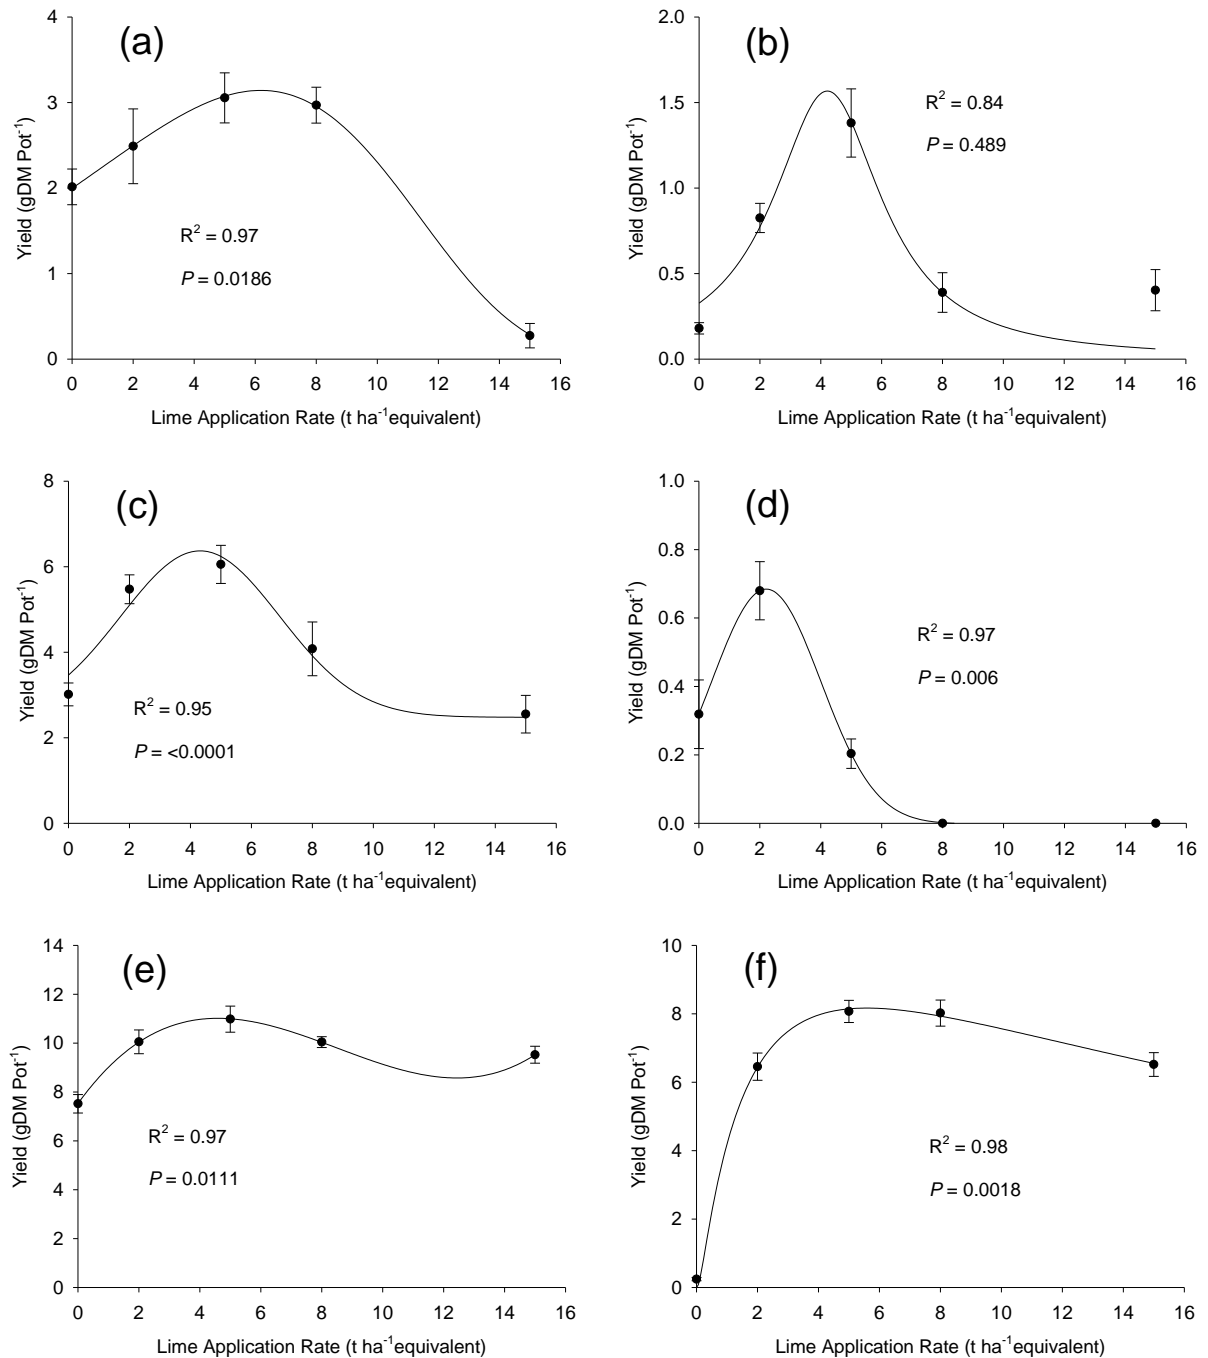 (a)
4
3
2
1
0
Yield (gDM Pot⁻¹)
R² = 0.97
P = 0.0186
0 2 4 6 8 10 12 14 16
Lime Application Rate (t ha⁻¹equivalent)
(b)
2.0
1.5
1.0
0.5
0.0
Yield (gDM Pot⁻¹)
R² = 0.84
P = 0.489
0 2 4 6 8 10 12 14 16
Lime Application Rate (t ha⁻¹equivalent)
(c)
8
6
4
2
0
Yield (gDM Pot⁻¹)
R² = 0.95
P = <0.0001
0 2 4 6 8 10 12 14 16
Lime Application Rate (t ha⁻¹equivalent)
(d)
1.0
0.8
0.6
0.4
0.2
0.0
Yield (gDM Pot⁻¹)
R² = 0.97
P = 0.006
0 2 4 6 8 10 12 14 16
Lime Application Rate (t ha⁻¹equivalent)
(e)
14
12
10
8
6
4
2
0
Yield (gDM Pot⁻¹)
R² = 0.97
P = 0.0111
0 2 4 6 8 10 12 14 16
Lime Application Rate (t ha⁻¹equivalent)
(f)
10
8
6
4
2
0
Yield (gDM Pot⁻¹)
R² = 0.98
P = 0.0018
0 2 4 6 8 10 12 14 16
Lime Application Rate (t ha⁻¹equivalent)